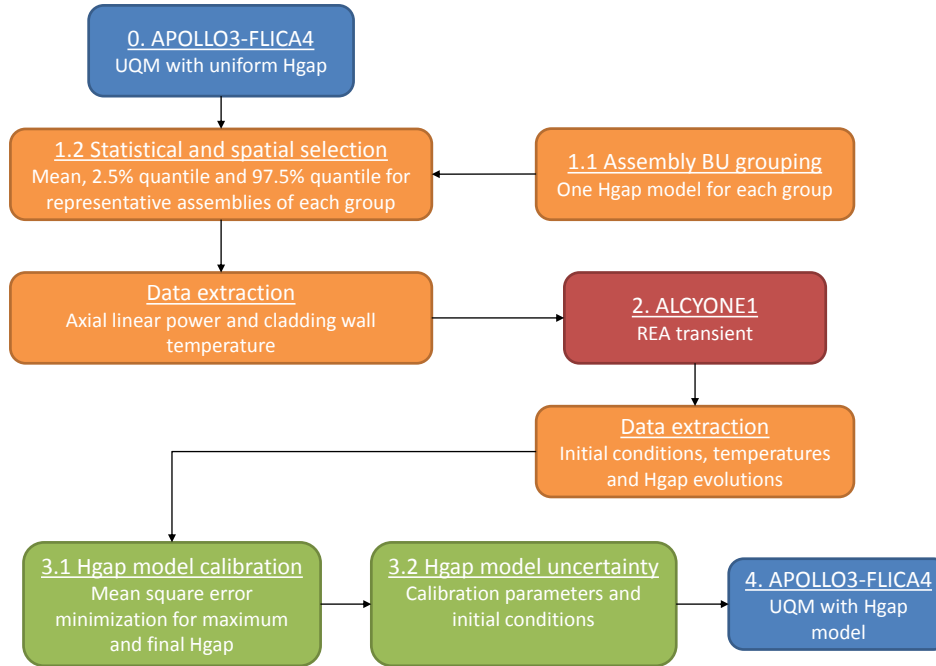 0. APOLLO3-FLICA4
UQM with uniform Hgap
1.2 Statistical and spatial selection
Mean, 2.5% quantile and 97.5% quantile for
representative assemblies of each group
1.1 Assembly BU grouping
One Hgap model for each group
Data extraction
Axial linear power and cladding wall
temperature
2. ALCYONE1
REA transient
Data extraction
Initial conditions, temperatures
and Hgap evolutions
3.1 Hgap model calibration
Mean square error
minimization for maximum
and final Hgap
3.2 Hgap model uncertainty
Calibration parameters and
initial conditions
4. APOLLO3-FLICA4
UQM with Hgap
model